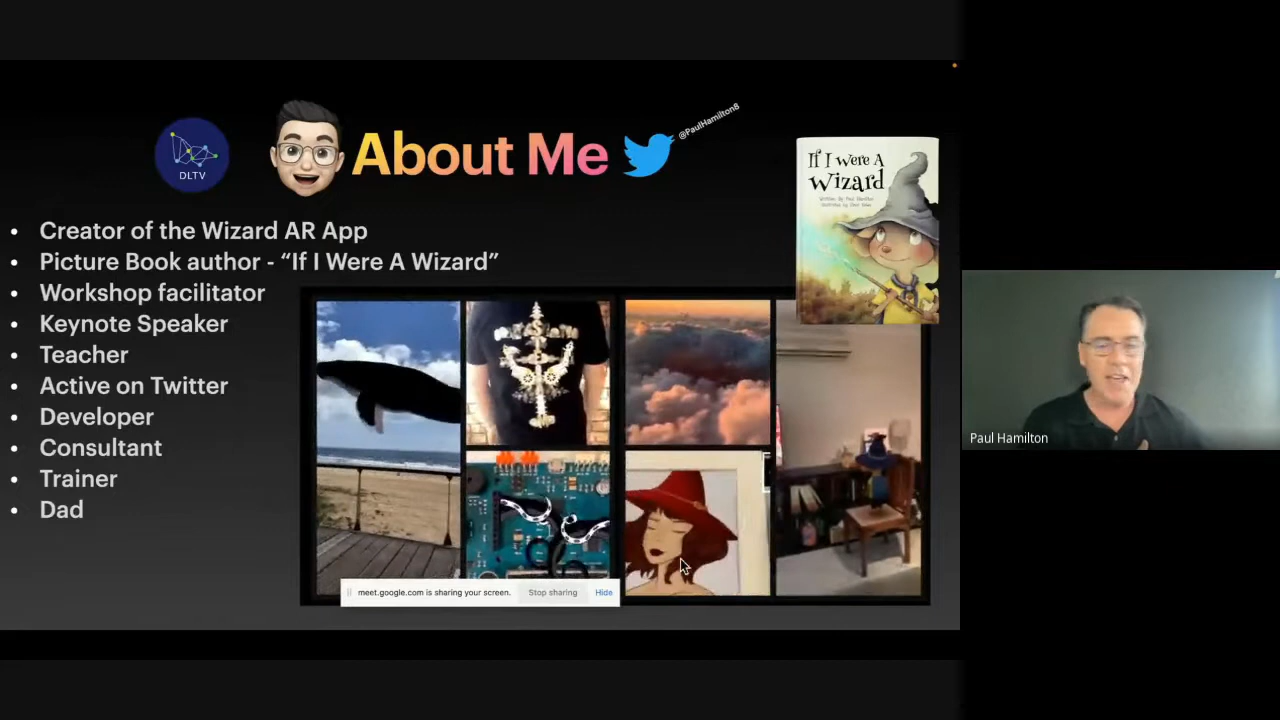 DLTV
About Me
@PaulHamilton8
If I were A
Wizard
Written By Paul Hamilton
Illustrated by
• Creator of the Wizard AR App
• Picture Book author - “If I Were A Wizard”
• Workshop facilitator
• Keynote Speaker
• Teacher
• Active on Twitter
• Developer
• Consultant
• Trainer
• Dad
Paul Hamilton
meet.google.com is sharing your screen.
Stop sharing
Hide